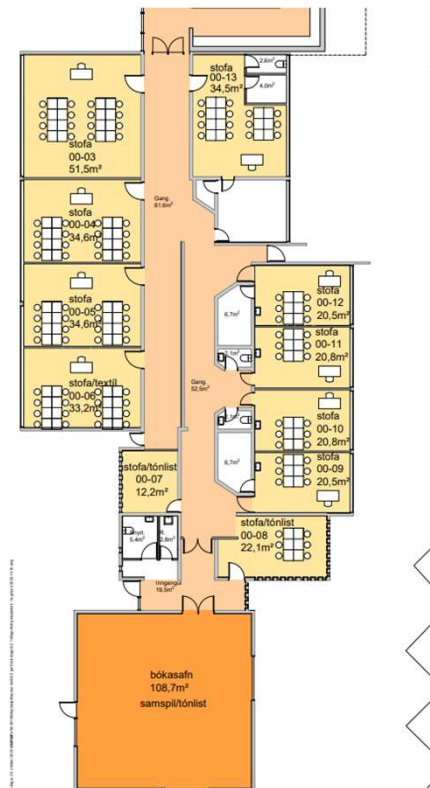 stofa
00-13
34,5m²
2,6m²
4,0m²
stofa
00-03
51,5m²
Gang
81,6m²
stofa
00-04
34,6m²
stofa
00-05
34,6m²
stofa/textíl
00-06
33,2m²
stofa
00-12
20,5m²
6,7m²
stofa
00-11
20,8m²
Gang
52,5m²
stofa
00-10
20,8m²
6,7m²
stofa
00-09
20,5m²
stofa/tónlist
00-07
12,2m²
stofa/tónlist
00-08
22,1m²
5,4m²
R.
2,8m²
Inngang
19,5m²
bókasafn
108,7m²
samspil/tónlist